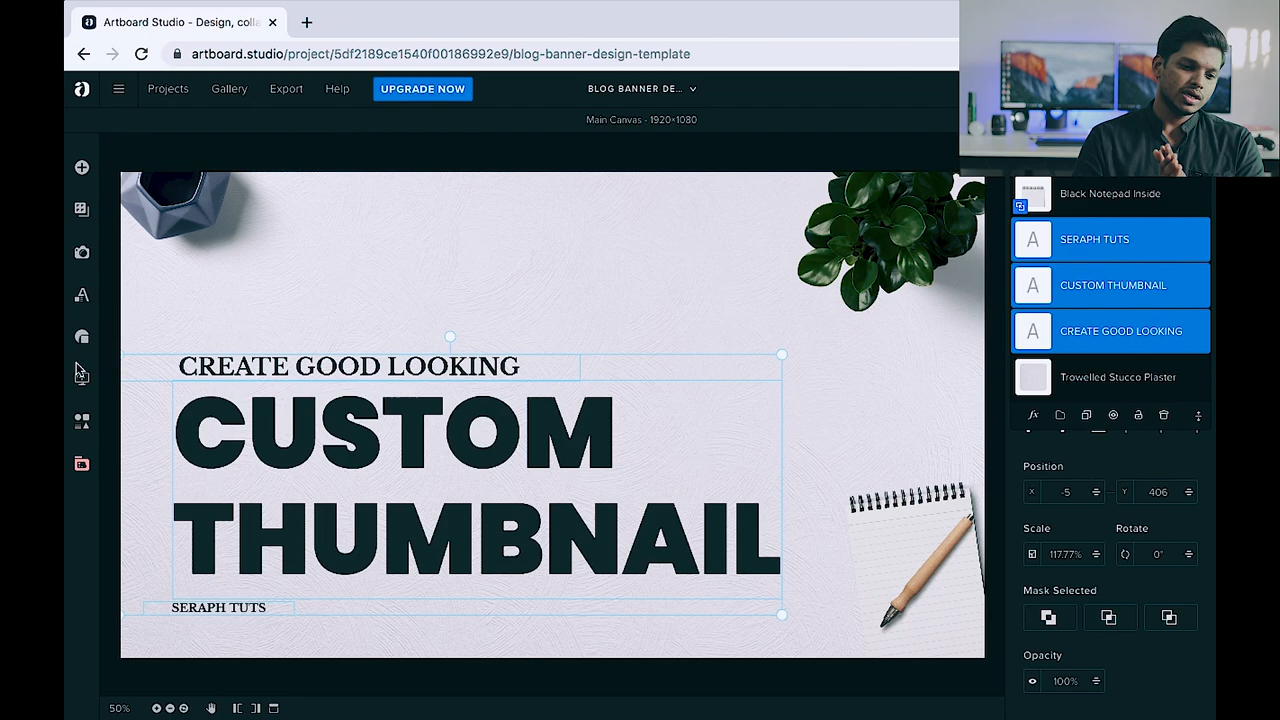 Artboard Studio - Design, colla
artboard.studio/project/5df2189ce1540f00186992e9/blog-banner-design-template
Projects Gallery Export Help UPGRADE NOW BLOG BANNER DE...
Main Canvas - 1920×1080
Black Notepad Inside
A SERAPH TUTS
A CUSTOM THUMBNAIL
A CREATE GOOD LOOKING
Trowelled Stucco Plaster
fx
CREATE GOOD LOOKING
CUSTOM
THUMBNAIL
SERAPH TUTS
Position
X -5 Y 406
Scale Rotate
117.77% 0°
Mask Selected
Opacity
100%
50%